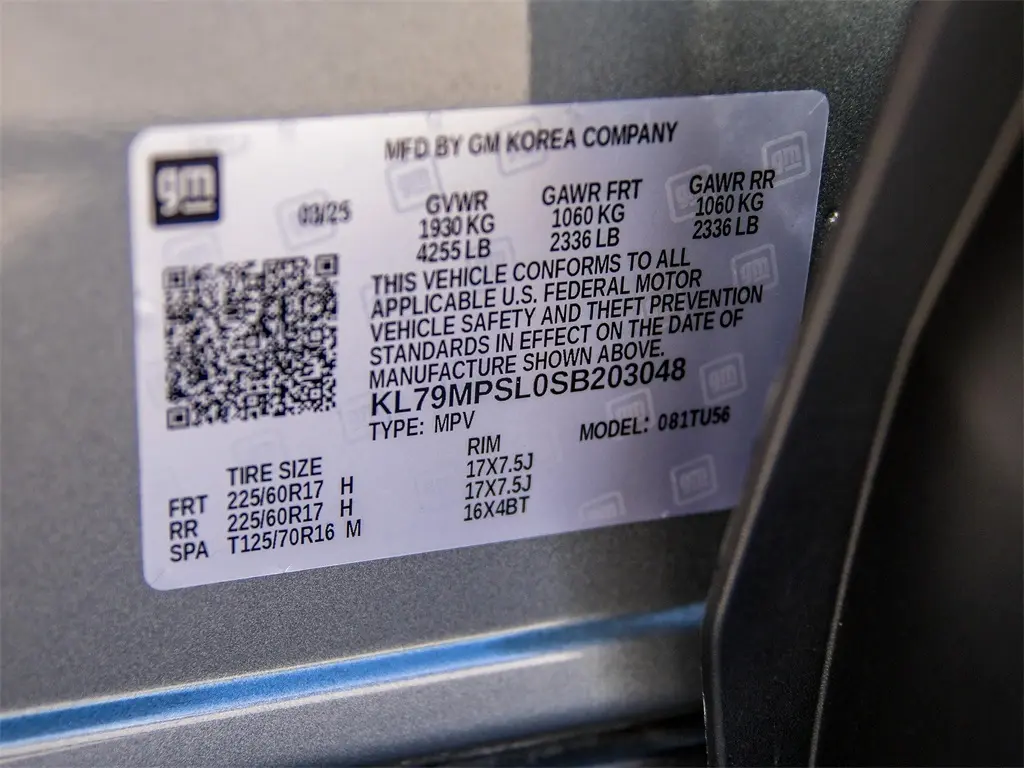 gm
MFD BY GM KOREA COMPANY
03/25
GVWR
1930 KG
4255 LB
GAWR FRT
1060 KG
2336 LB
GAWR RR
1060 KG
2336 LB
THIS VEHICLE CONFORMS TO ALL
APPLICABLE U.S. FEDERAL MOTOR
VEHICLE SAFETY AND THEFT PREVENTION
STANDARDS IN EFFECT ON THE DATE OF
MANUFACTURE SHOWN ABOVE.
KL79MPSL0SB203048
TYPE: MPV
MODEL: 081TU56
TIRE SIZE RIM
FRT 225/60R17 H 17X7.5J
RR 225/60R17 H 17X7.5J
SPA T125/70R16 M 16X4BT